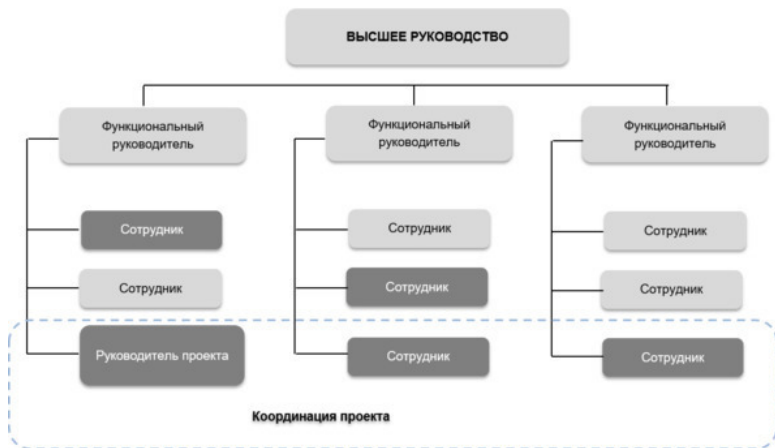 ВЫСШЕЕ РУКОВОДСТВО
Функциональный
руководитель
Функциональный
руководитель
Функциональный
руководитель
Сотрудник
Сотрудник
Сотрудник
Сотрудник
Сотрудник
Сотрудник
Руководитель проекта
Сотрудник
Сотрудник
Координация проекта